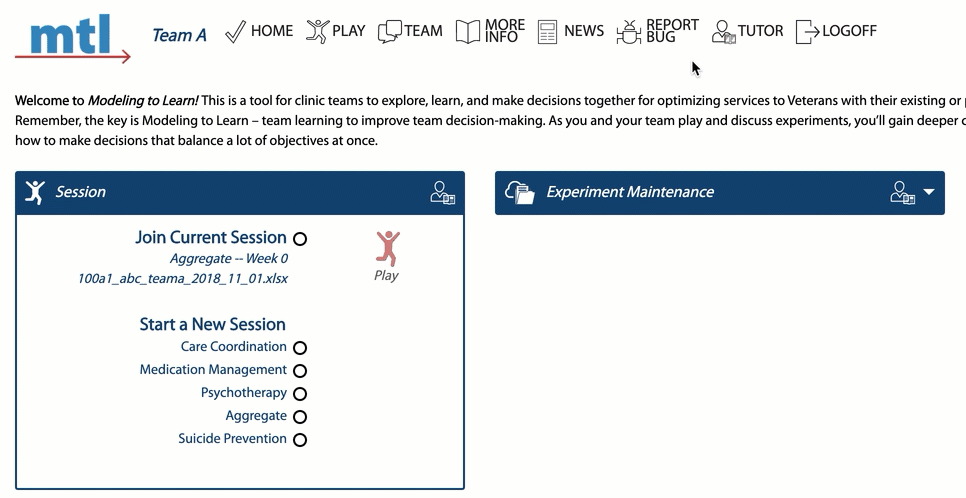 mtl
Team A
HOME
PLAY
TEAM
MORE
INFO
NEWS
REPORT
BUG
TUTOR
LOGOFF
Welcome to Modeling to Learn! This is a tool for clinic teams to explore, learn, and make decisions together for optimizing services to Veterans with their existing or
Remember, the key is Modeling to Learn – team learning to improve team decision-making. As you and your team play and discuss experiments, you’ll gain deeper
how to make decisions that balance a lot of objectives at once.
Session
Join Current Session
Aggregate -- Week 0
100a1_abc_teama_2018_11_01.xlsx
Play
Start a New Session
Care Coordination
Medication Management
Psychotherapy
Aggregate
Suicide Prevention
Experiment Maintenance